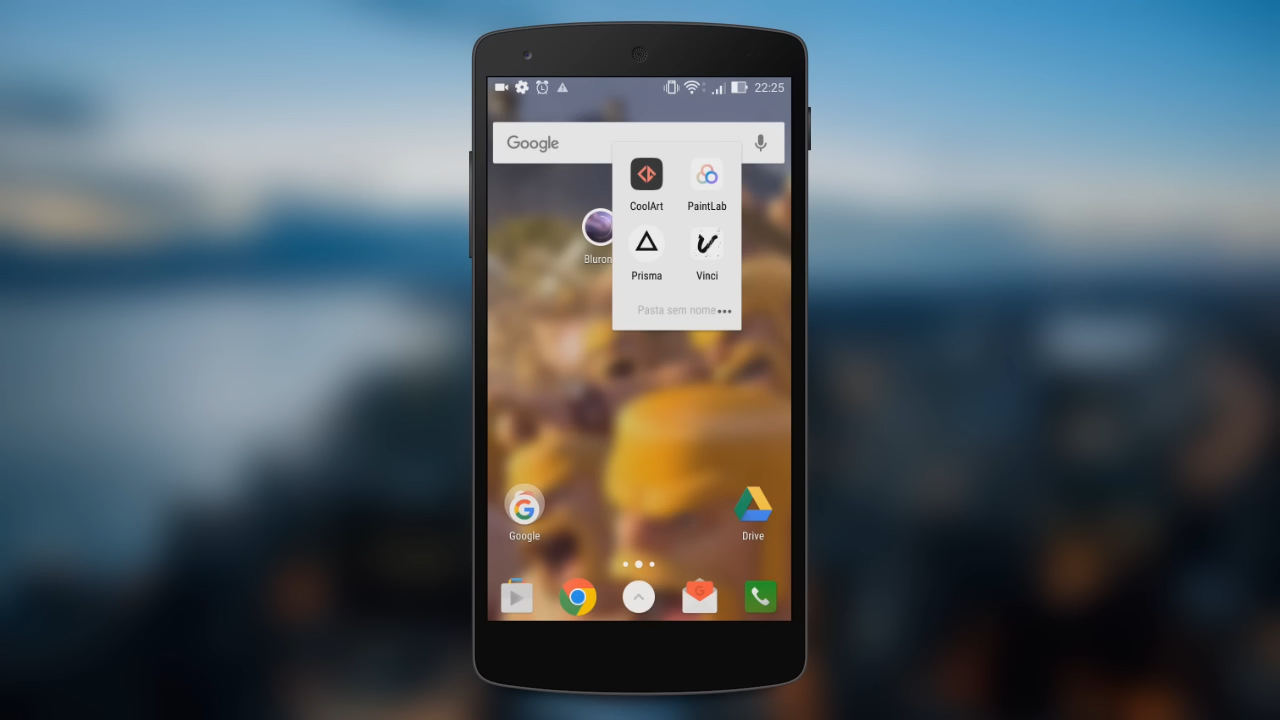 22:25
Google
CoolArt PaintLab
Bluron
Prisma Vinci
Pasta sem nome
Google Drive